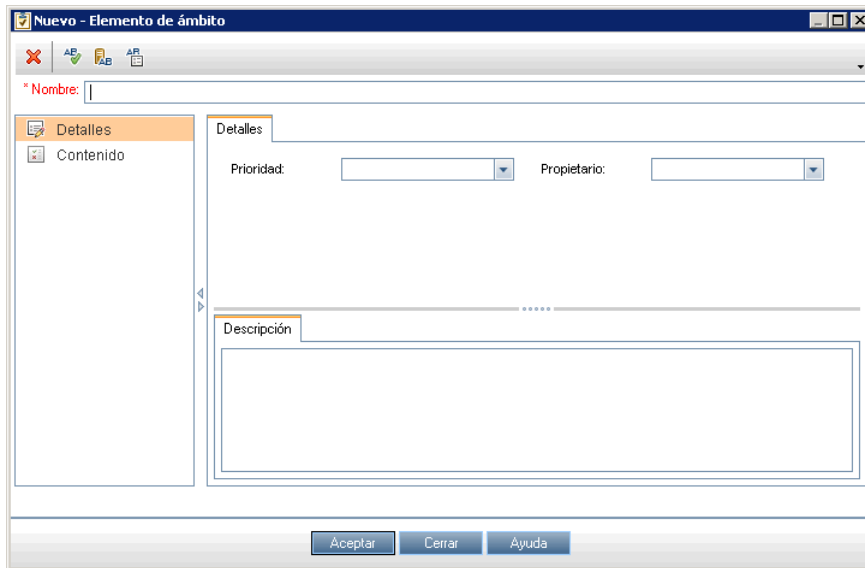 Nuevo - Elemento de ámbito
* Nombre:
Detalles
Contenido
Detalles
Prioridad:
Propietario:
Descripción
Aceptar
Cerrar
Ayuda